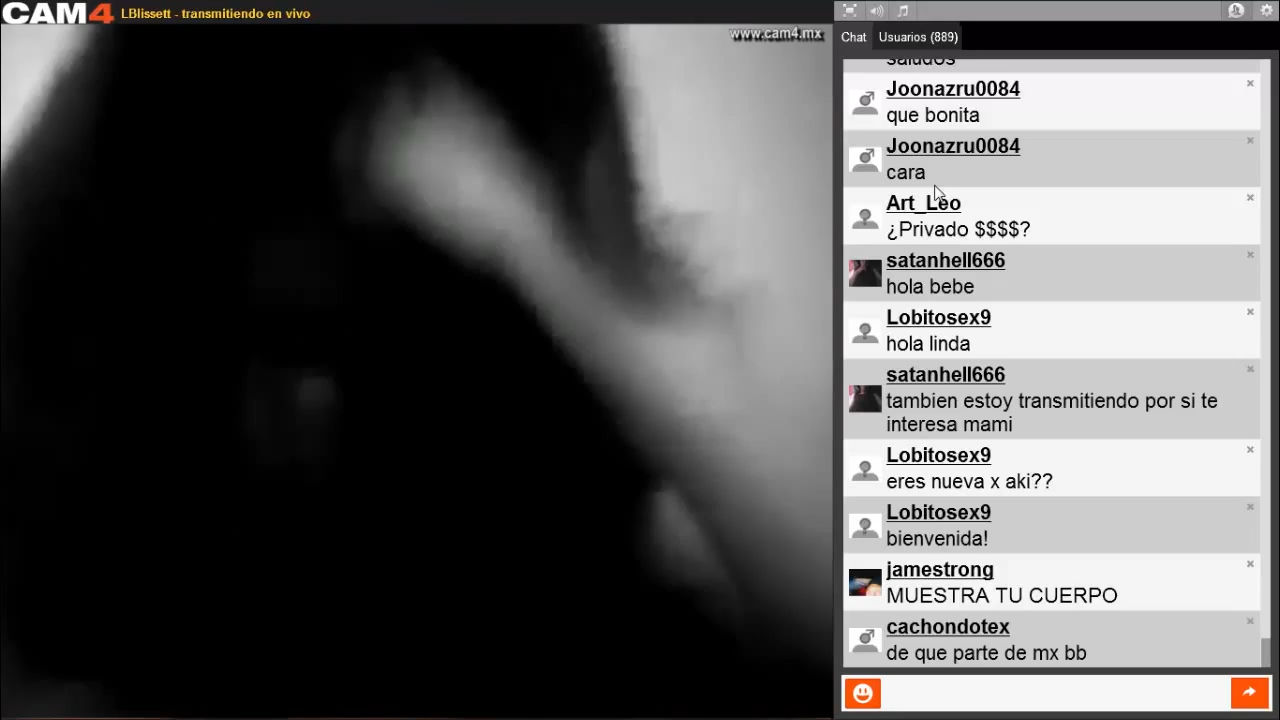 CAM4
LBlissett - transmitiendo en vivo
www.cam4.mx
Chat
Usuarios (889)
saludos
Joonazru0084
que bonita
Joonazru0084
cara
Art_Leo
¿Privado $$$$?
satanhell666
hola bebe
Lobitosex9
hola linda
satanhell666
tambien estoy transmitiendo por si te
interesa mami
Lobitosex9
eres nueva x aki??
Lobitosex9
bienvenida!
jamestrong
MUESTRA TU CUERPO
cachondotex
de que parte de mx bb